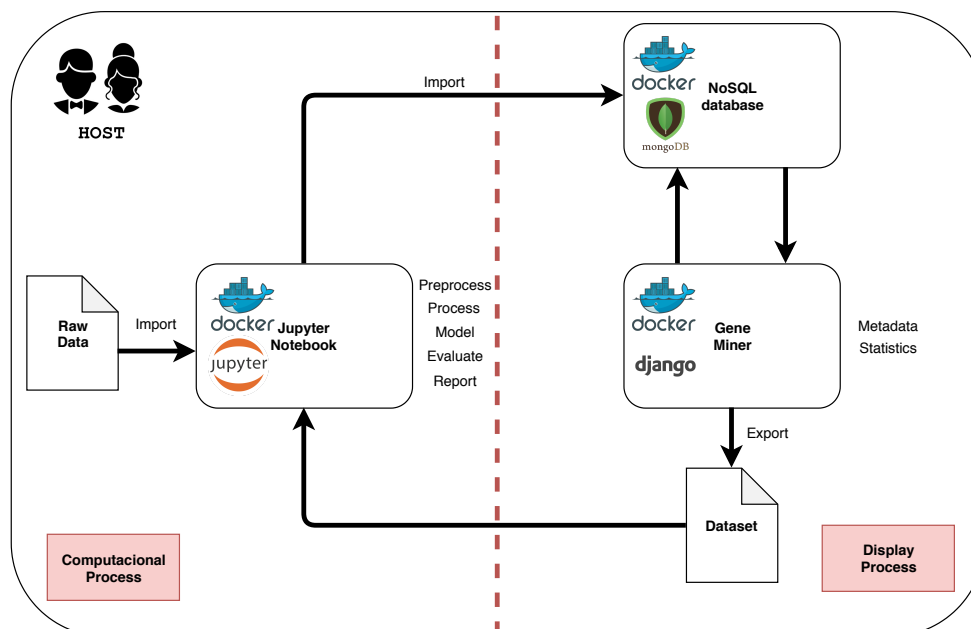 HOST
Import
docker
NoSQL
database
mongoDB
Raw
Data
Import
docker
Jupyter
Notebook
jupyter
Preprocess
Process
Model
Evaluate
Report
docker
Gene
Miner
django
Metadata
Statistics
Export
Dataset
Computacional
Process
Display
Process